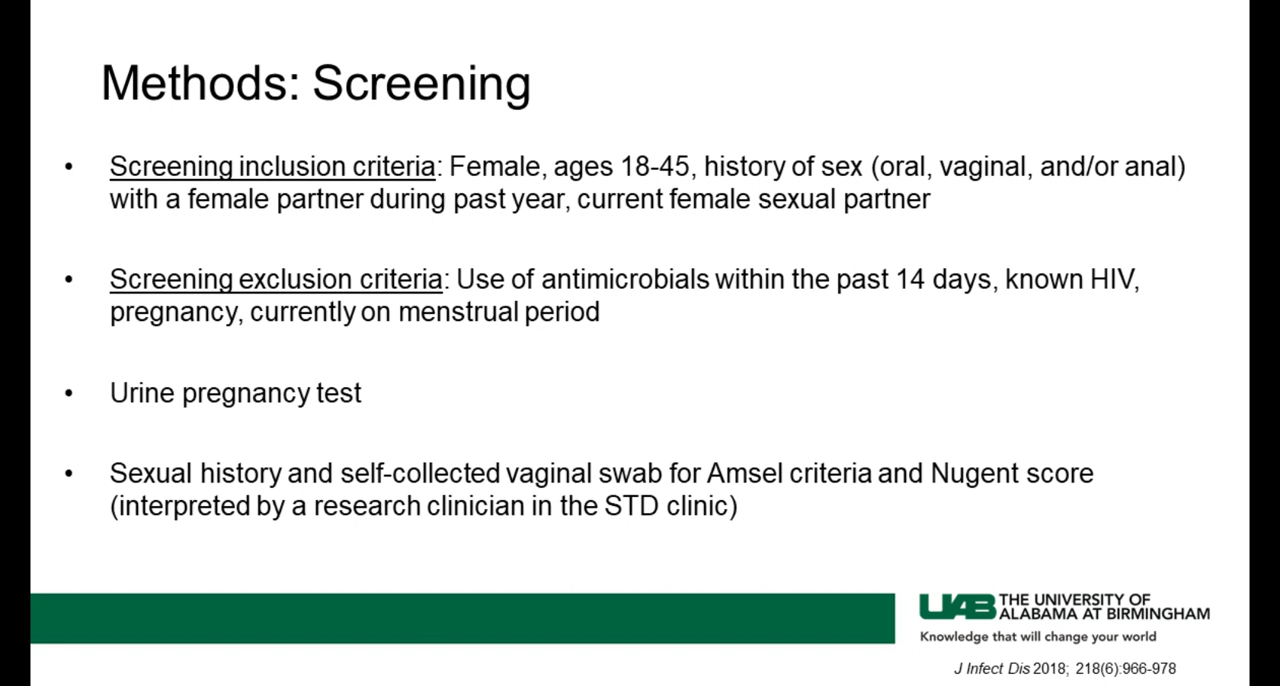 Methods: Screening
• Screening inclusion criteria: Female, ages 18-45, history of sex (oral, vaginal, and/or anal)
with a female partner during past year, current female sexual partner
• Screening exclusion criteria: Use of antimicrobials within the past 14 days, known HIV,
pregnancy, currently on menstrual period
• Urine pregnancy test
• Sexual history and self-collected vaginal swab for Amsel criteria and Nugent score
(interpreted by a research clinician in the STD clinic)
UAB THE UNIVERSITY OF
ALABAMA AT BIRMINGHAM
Knowledge that will change your world
J Infect Dis 2018; 218(6):966-978